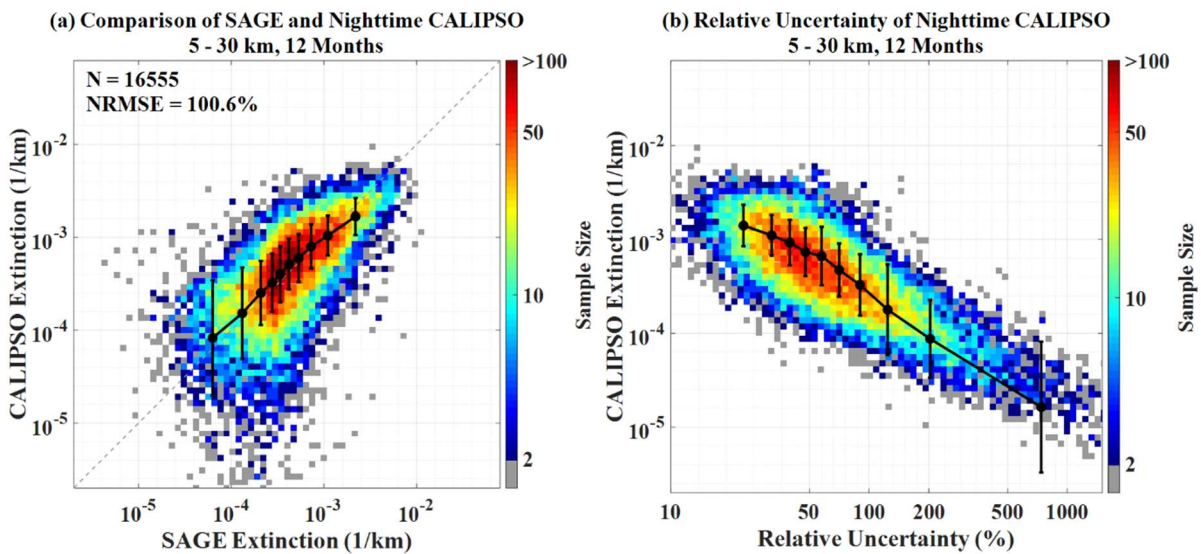 (a) Comparison of SAGE and Nighttime CALIPSO
5 - 30 km, 12 Months
N = 16555
NRMSE = 100.6%
CALIPSO Extinction (1/km)
10^-2
10^-3
10^-4
10^-5
10^-5 10^-4 10^-3 10^-2
SAGE Extinction (1/km)
>100
50
10
2
Sample Size
(b) Relative Uncertainty of Nighttime CALIPSO
5 - 30 km, 12 Months
CALIPSO Extinction (1/km)
10^-2
10^-3
10^-4
10^-5
10 50 100 200 500 1000
Relative Uncertainty (%)
>100
50
10
2
Sample Size